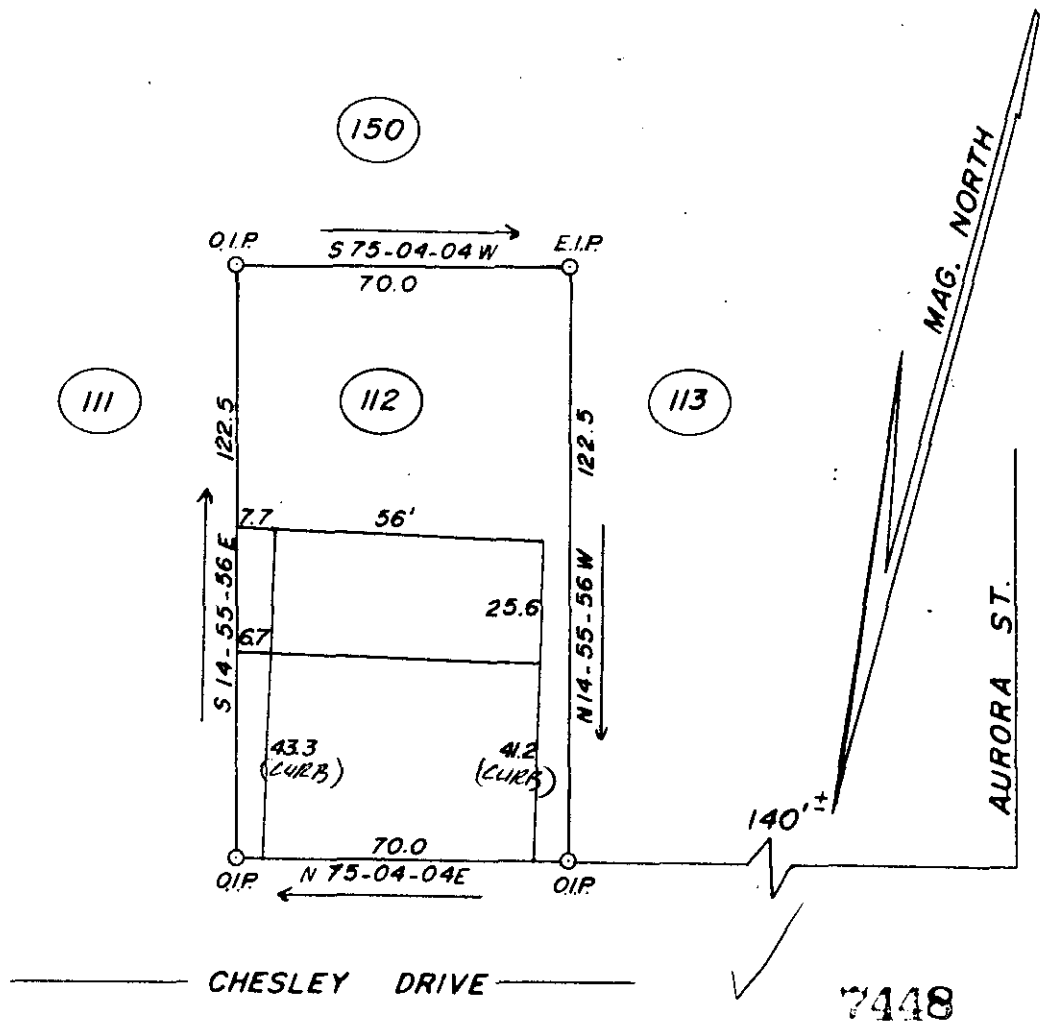 150
O.I.P.
S 75-04-04 W
E.I.P.
70.0
MAG. NORTH
111
112
113
122.5
122.5
7.7
56'
S 14-55-56 E
25.6
N 14-55-56 W
6.7
43.3
(CURB)
41.2
(CURB)
AURORA ST.
140'±
70.0
O.I.P.
N 75-04-04E
O.I.P.
CHESLEY DRIVE
7448